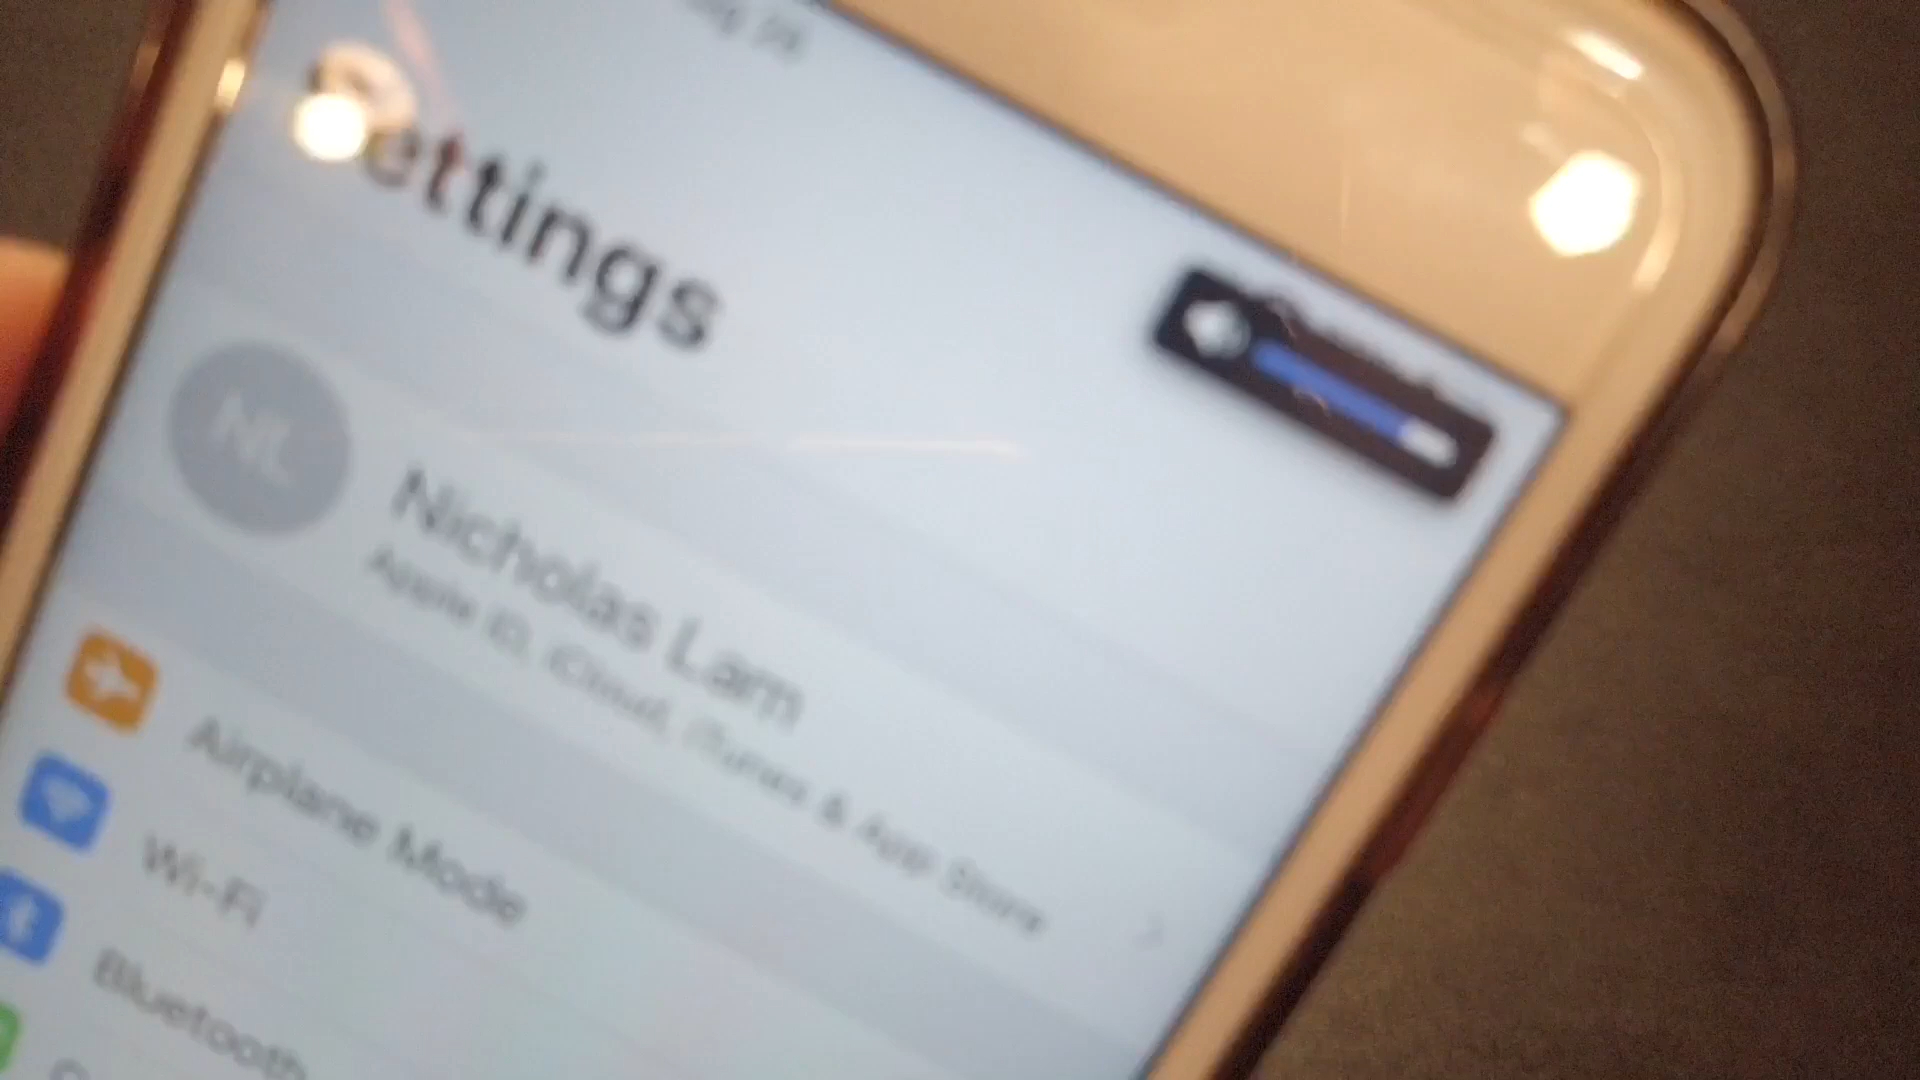 Settings
NL
Nicholas Lam
Apple ID, iCloud, iTunes & App Store
Airplane Mode
Wi-Fi
Bluetooth